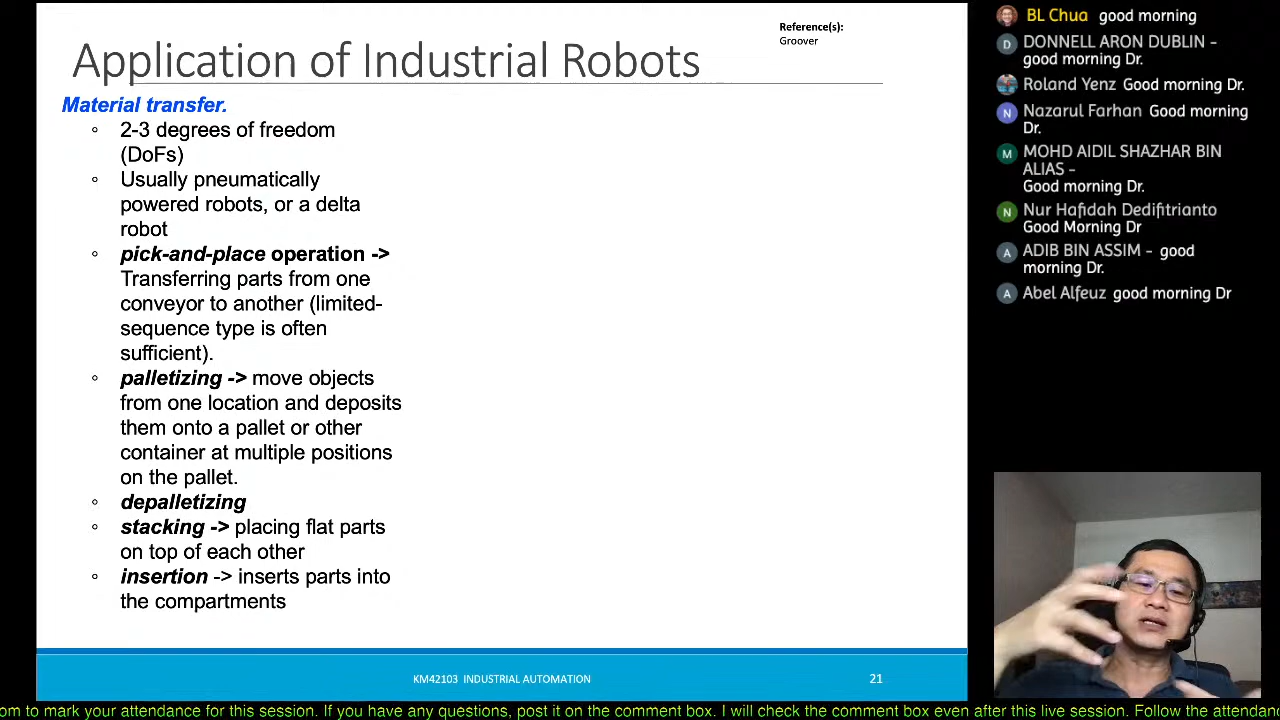 Application of Industrial Robots
Reference(s):
Groover
Material transfer.
◦ 2-3 degrees of freedom
(DoFs)
◦ Usually pneumatically
powered robots, or a delta
robot
◦ pick-and-place operation ->
Transferring parts from one
conveyor to another (limited-
sequence type is often
sufficient).
◦ palletizing -> move objects
from one location and deposits
them onto a pallet or other
container at multiple positions
on the pallet.
◦ depalletizing
◦ stacking -> placing flat parts
on top of each other
◦ insertion -> inserts parts into
the compartments
KM42103 INDUSTRIAL AUTOMATION
21
BL Chua good morning
D DONNELL ARON DUBLIN -
good morning Dr.
Roland Yenz Good morning Dr.
N Nazarul Farhan Good morning
Dr.
M MOHD AIDIL SHAZHAR BIN
ALIAS -
Good morning Dr.
N Nur Hafidah Dedifitrianto
Good Morning Dr
A ADIB BIN ASSIM - good
morning Dr.
A Abel Alfeuz good morning Dr
om to mark your attendance for this session. If you have any questions, post it on the comment box. I will check the comment box even after this live session. Follow the attendan